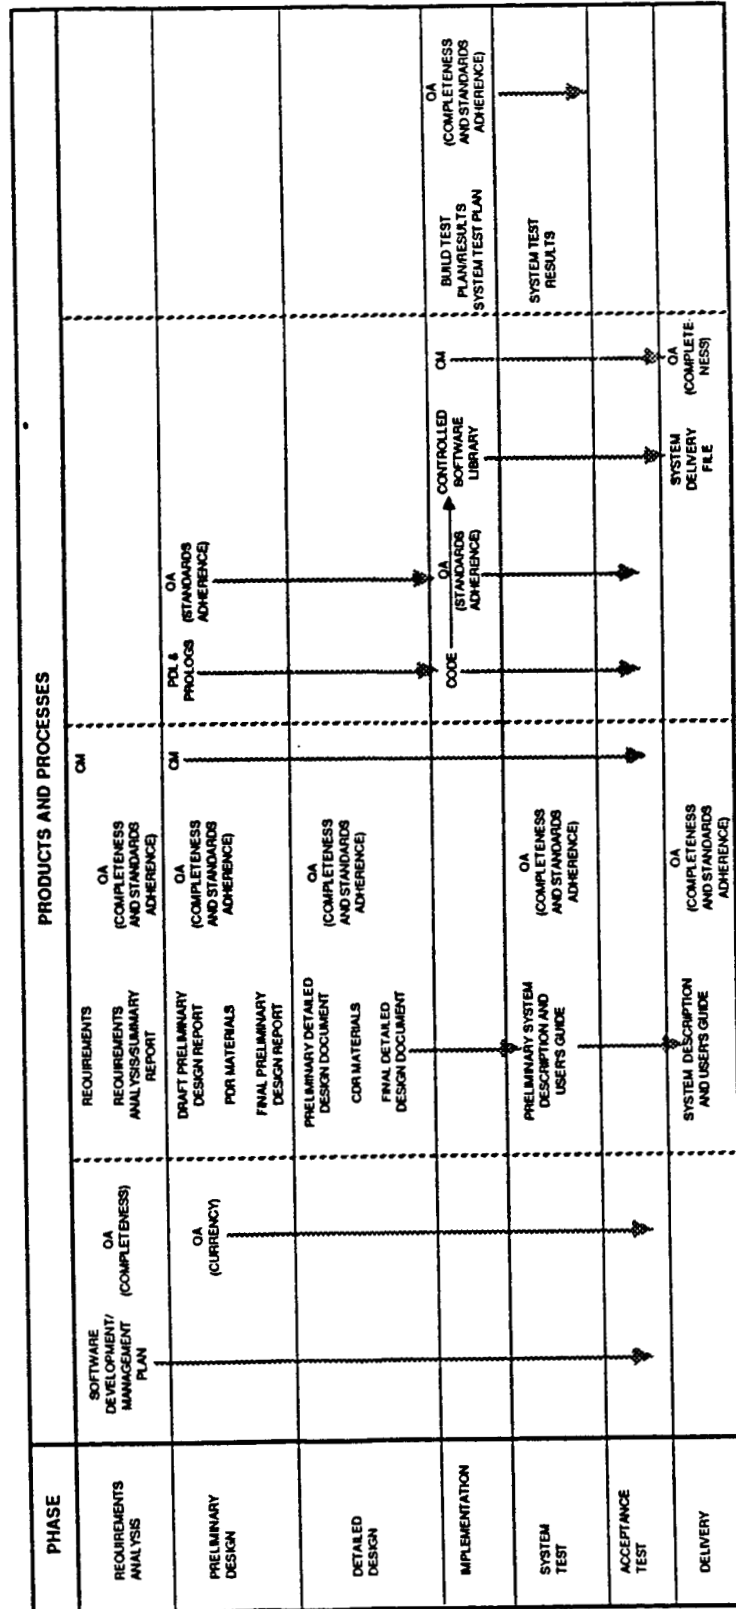 PHASE
PRODUCTS AND PROCESSES
REQUIREMENTS
ANALYSIS
SOFTWARE
DEVELOPMENT/
MANAGEMENT
PLAN
QA
(COMPLETENESS)
REQUIREMENTS
REQUIREMENTS
ANALYSIS/SUMMARY
REPORT
QA
(COMPLETENESS
AND STANDARDS
ADHERENCE)
CM
PRELIMINARY
DESIGN
QA
(CURRENCY)
DRAFT PRELIMINARY
DESIGN REPORT
PDR MATERIALS
FINAL PRELIMINARY
DESIGN REPORT
QA
(COMPLETENESS
AND STANDARDS
ADHERENCE)
CM
PDL &
PROLOGS
QA
(STANDARDS
ADHERENCE)
DETAILED
DESIGN
PRELIMINARY DETAILED
DESIGN DOCUMENT
CDR MATERIALS
FINAL DETAILED
DESIGN DOCUMENT
QA
(COMPLETENESS
AND STANDARDS
ADHERENCE)
IMPLEMENTATION
CODE
QA
(STANDARDS
ADHERENCE)
CONTROLLED
SOFTWARE
LIBRARY
CM
BUILD TEST
PLAN/RESULTS
SYSTEM TEST PLAN
QA
(COMPLETENESS
AND STANDARDS
ADHERENCE)
SYSTEM
TEST
PRELIMINARY SYSTEM
DESCRIPTION AND
USER'S GUIDE
QA
(COMPLETENESS
AND STANDARDS
ADHERENCE)
SYSTEM TEST
RESULTS
ACCEPTANCE
TEST
DELIVERY
SYSTEM DESCRIPTION
AND USER'S GUIDE
QA
(COMPLETENESS
AND STANDARDS
ADHERENCE)
SYSTEM
DELIVERY
FILE
QA
(COMPLETE-
NESS)